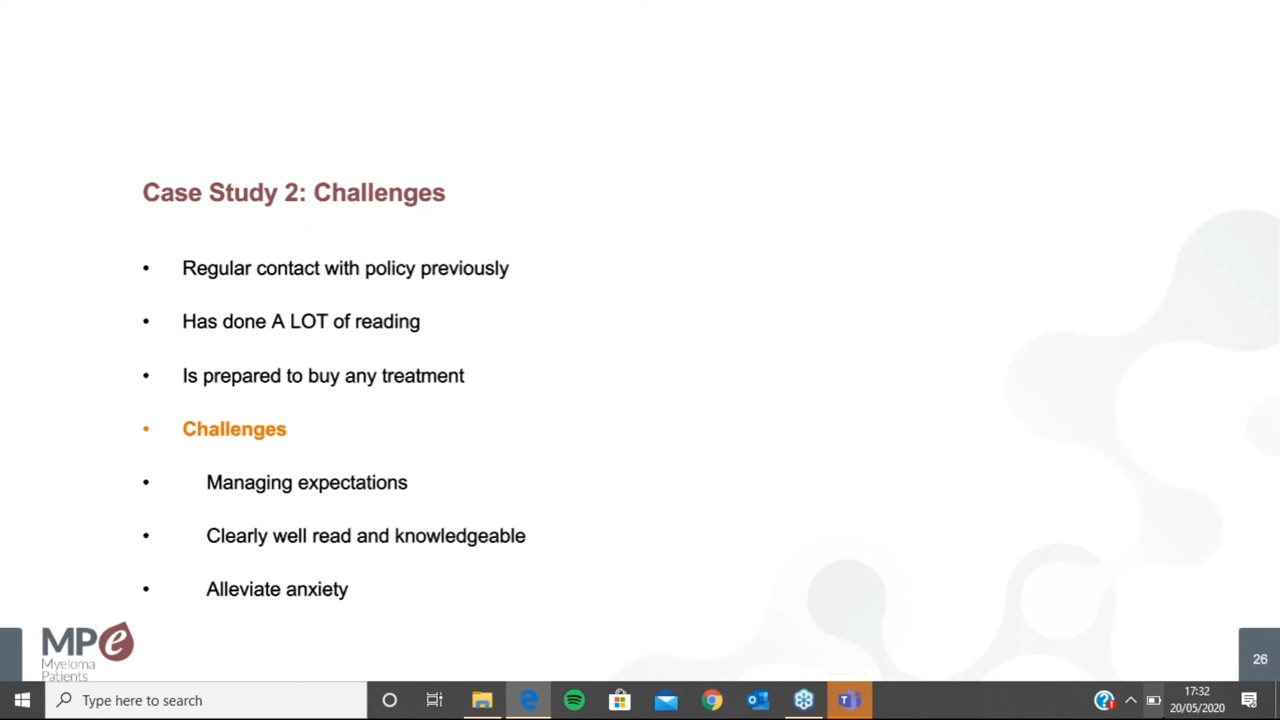 Case Study 2: Challenges
• Regular contact with policy previously
• Has done A LOT of reading
• Is prepared to buy any treatment
• Challenges
• Managing expectations
• Clearly well read and knowledgeable
• Alleviate anxiety
MPe
Myeloma
Patients
26
Type here to search
17:32
20/05/2020